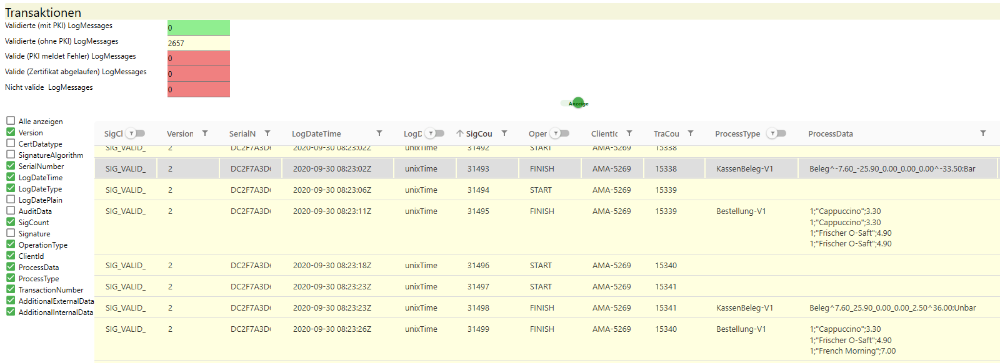 Transaktionen
Validierte (mit PKI) LogMessages 0
Validierte (ohne PKI) LogMessages 2657
Valide (PKI meldet Fehler) LogMessages 0
Valide (Zertifikat abgelaufen) LogMessages 0
Nicht valide LogMessages 0
Anzeige
Alle anzeigen
Version
CertDatatype
SignatureAlgorithm
SerialNumber
LogDateTime
LogDateType
LogDatePlain
AuditData
SigCount
Signature
OperationType
ClientId
ProcessData
ProcessType
TransactionNumber
AdditionalExternalData
AdditionalInternalData
SigCl Version SerialN LogDateTime LogD SigCou Oper ClientId TraCou ProcessType ProcessData
SIG_VALID_ 2 DC2F7A3D 2020-09-30 08:23:02Z unixTime 31492 START AMA-5269 15338
SIG_VALID_ 2 DC2F7A3D 2020-09-30 08:23:02Z unixTime 31493 FINISH AMA-5269 15338 KassenBeleg-V1 Beleg^-7.60_-25.90_0.00_0.00_0.00^-33.50:Bar
SIG_VALID_ 2 DC2F7A3D 2020-09-30 08:23:06Z unixTime 31494 START AMA-5269 15339
SIG_VALID_ 2 DC2F7A3D 2020-09-30 08:23:11Z unixTime 31495 FINISH AMA-5269 15339 Bestellung-V1 1;"Cappuccino";3.30
1;"Cappuccino";3.30
1;"Frischer O-Saft";4.90
1;"Frischer O-Saft";4.90
SIG_VALID_ 2 DC2F7A3D 2020-09-30 08:23:18Z unixTime 31496 START AMA-5269 15340
SIG_VALID_ 2 DC2F7A3D 2020-09-30 08:23:23Z unixTime 31497 START AMA-5269 15341
SIG_VALID_ 2 DC2F7A3D 2020-09-30 08:23:23Z unixTime 31498 FINISH AMA-5269 15341 KassenBeleg-V1 Beleg^7.60_25.90_0.00_0.00_2.50^36.00:Unbar
SIG_VALID_ 2 DC2F7A3D 2020-09-30 08:23:26Z unixTime 31499 FINISH AMA-5269 15340 Bestellung-V1 1;"Cappuccino";3.30
1;"Frischer O-Saft";4.90
1;"French Morning";7.00